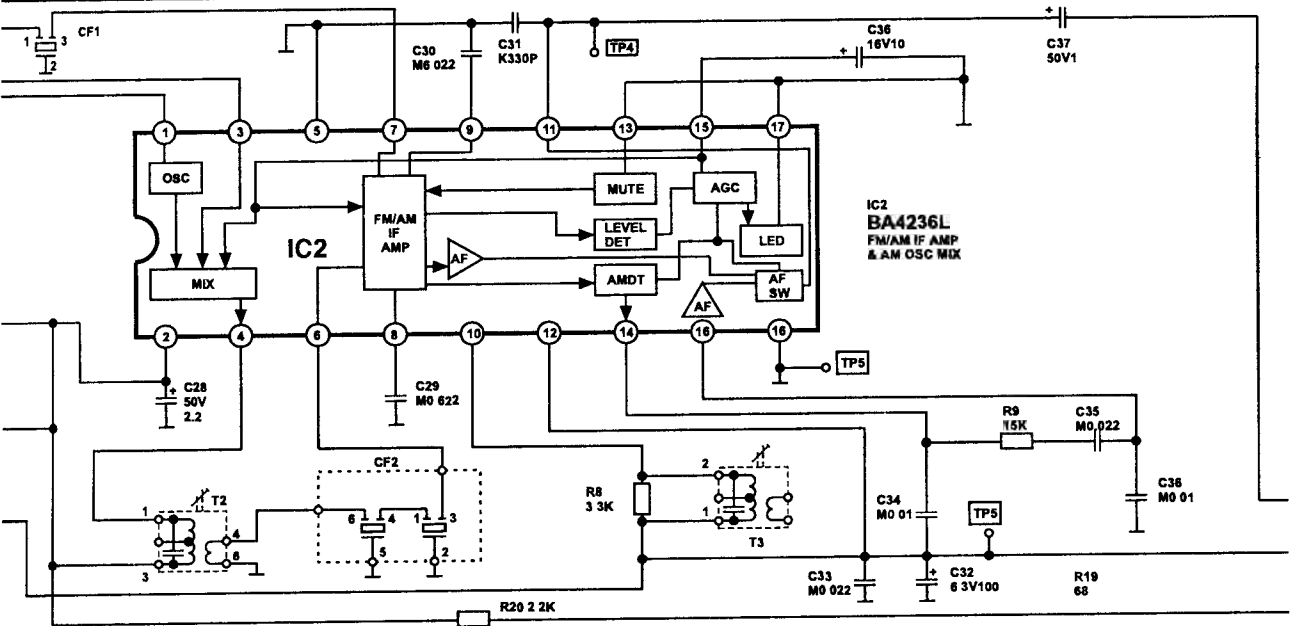 CF1
1
3
2
C30
M6 022
C31
K330P
TP4
C36
16V10
C37
50V1
1
3
5
7
9
11
13
15
17
OSC
MIX
IC2
FM/AM
IF
AMP
AF
MUTE
LEVEL
DET
AMDT
AGC
LED
AF
SW
AF
IC2
BA4236L
FM/AM IF AMP
& AM OSC MIX
2
4
6
8
10
12
14
16
16
TP5
C28
50V
2.2
C29
M0 622
CF2
T2
1
3
4
6
6
4
1
3
5
2
R8
3 3K
2
1
T3
R9
15K
C35
M0.022
C36
M0 01
C34
M0 01
TP5
C33
M0 022
C32
6 3V100
R19
68
R20 2 2K